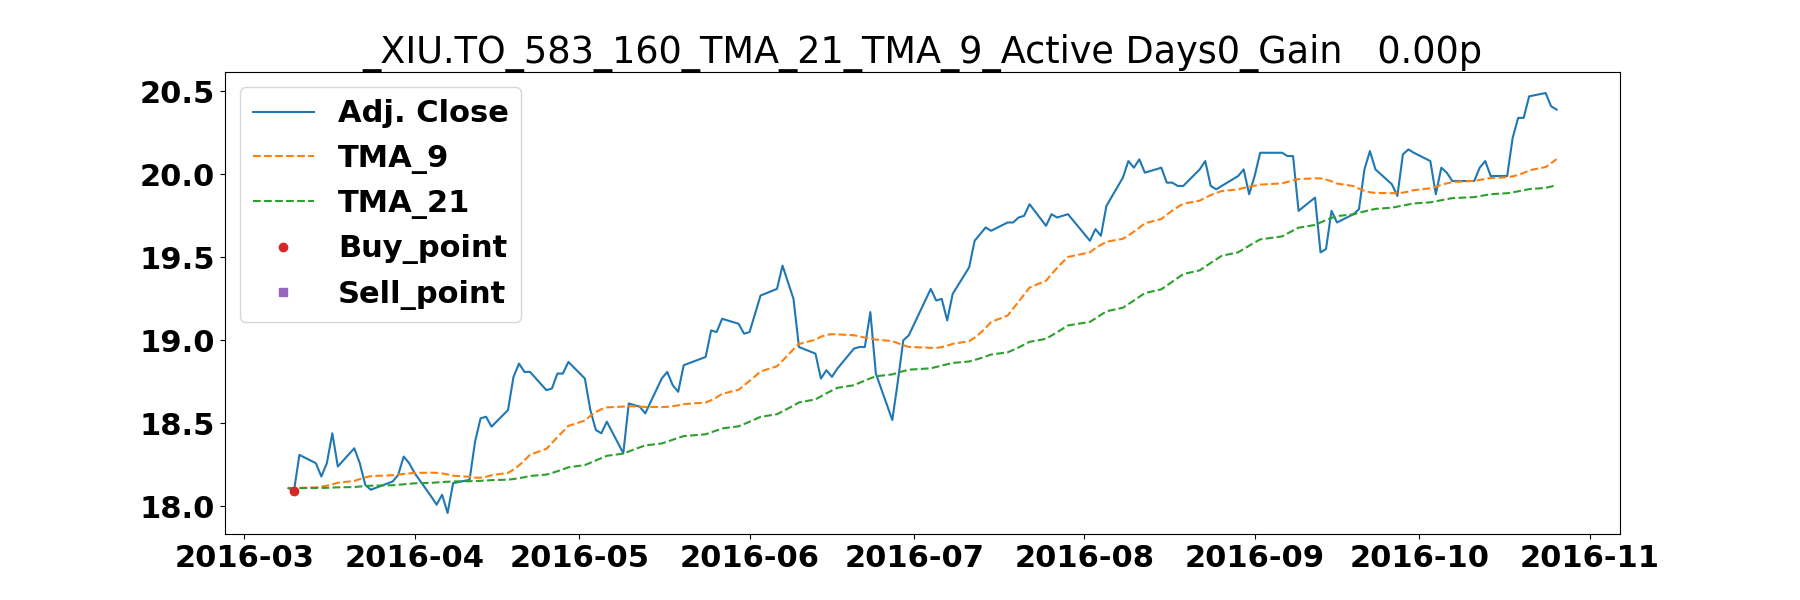 _XIU.TO_583_160_TMA_21_TMA_9_Active Days0_Gain   0.00p
20.5
20.0
19.5
19.0
18.5
18.0
Adj. Close
TMA_9
TMA_21
Buy_point
Sell_point
2016-03 2016-04 2016-05 2016-06 2016-07 2016-08 2016-09 2016-10 2016-11